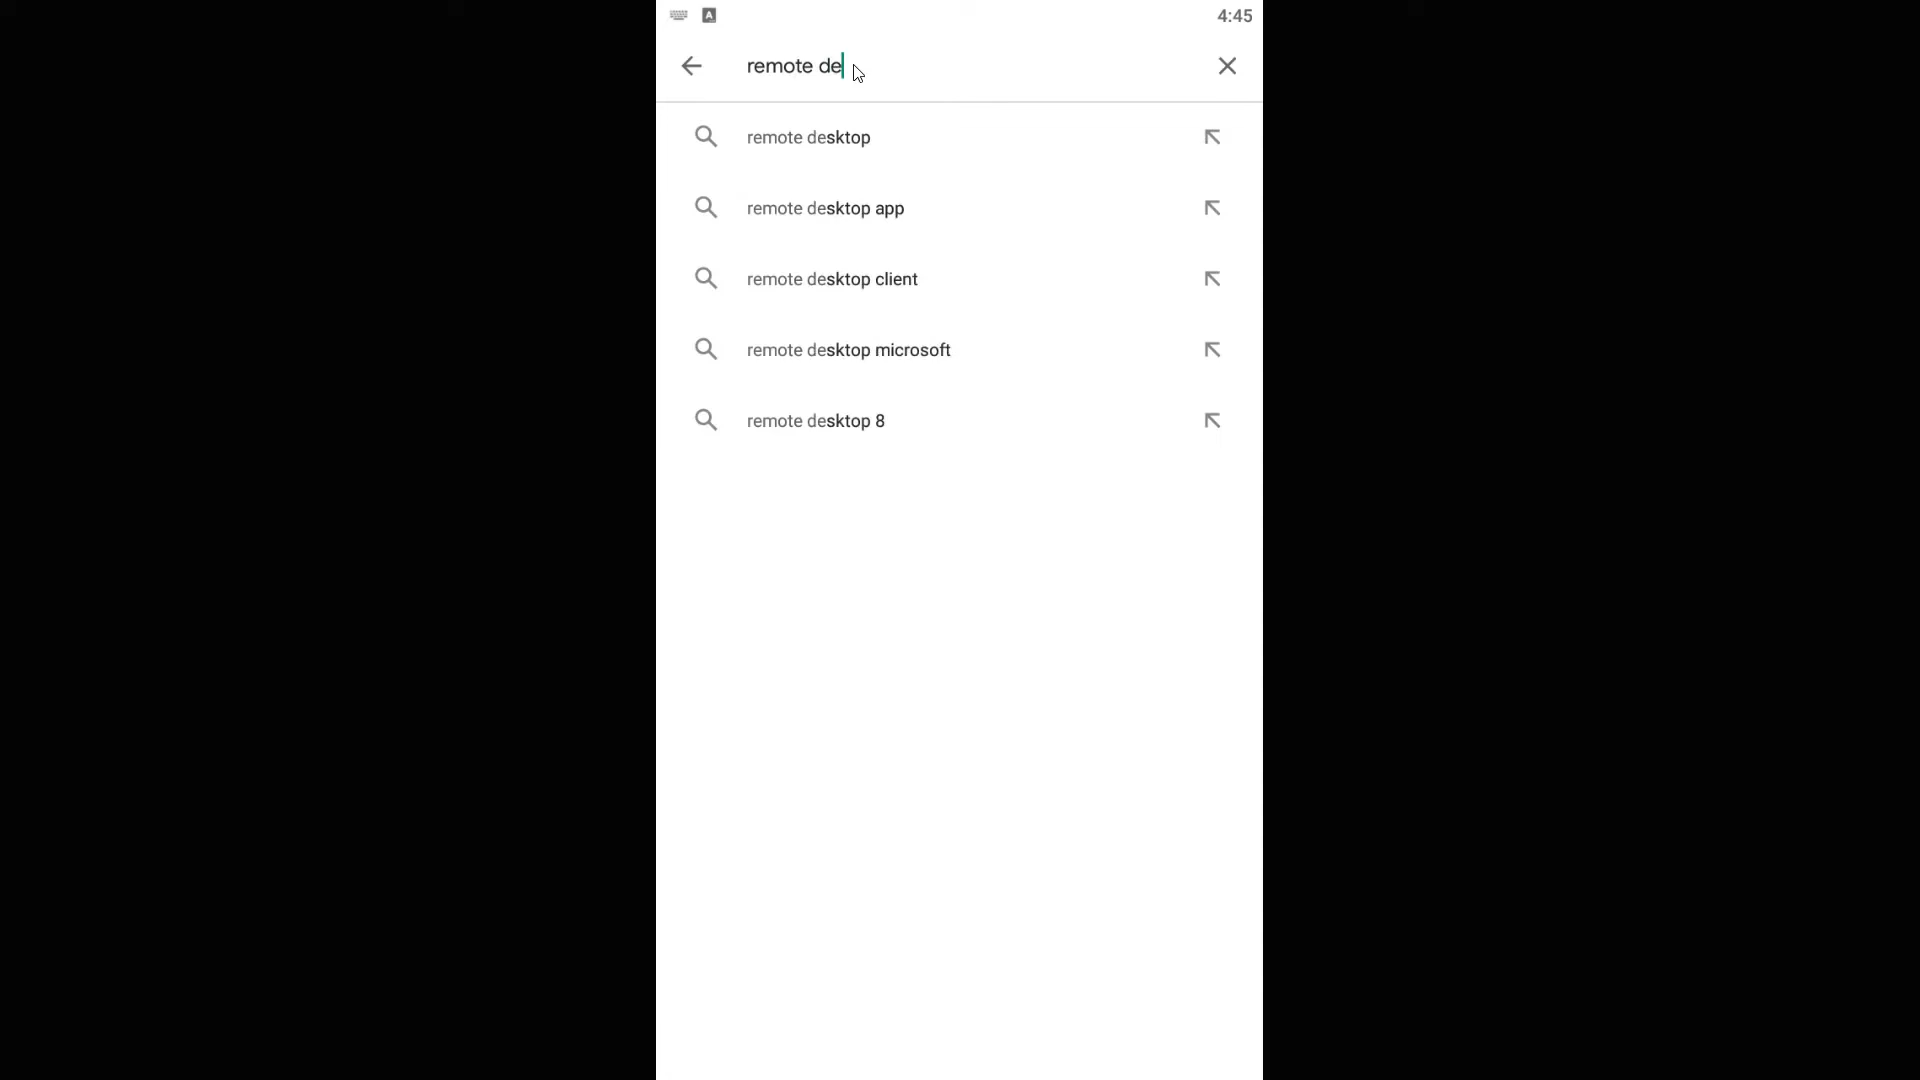 4:45
remote de
remote desktop
remote desktop app
remote desktop client
remote desktop microsoft
remote desktop 8